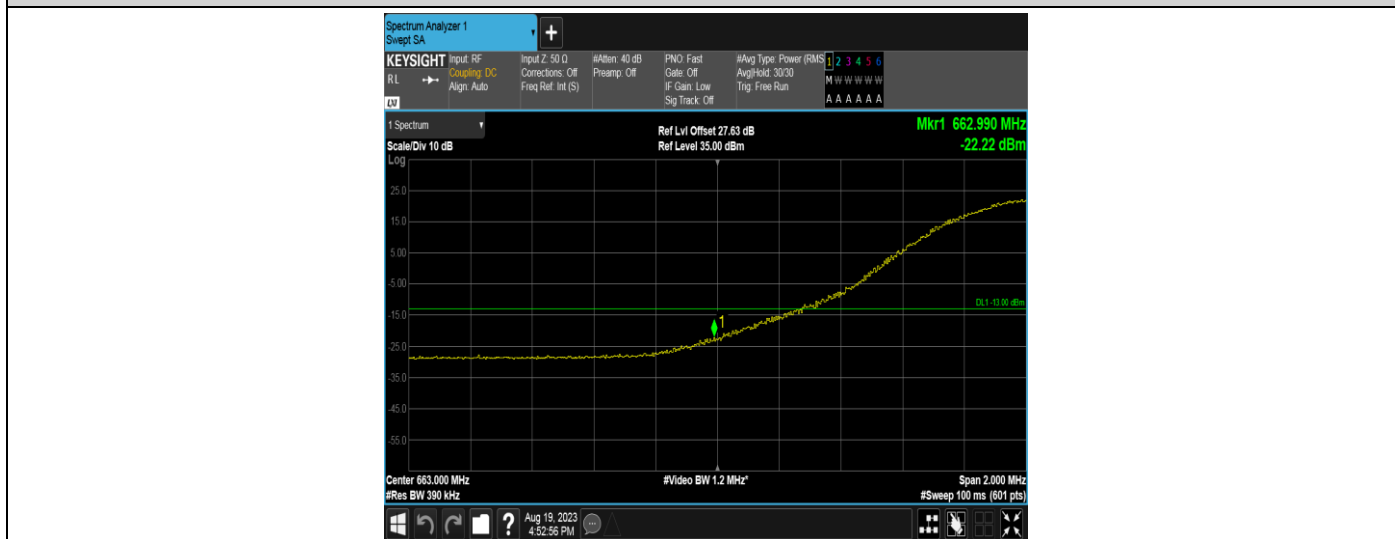 Spectrum Analyzer 1
Swept SA
+
KEYSIGHT
RL
LXI
Input: RF
Coupling: DC
Align: Auto
Input Z: 50 Ω
Corrections: Off
Freq Ref: Int (S)
#Atten: 40 dB
Preamp: Off
PNO: Fast
Gate: Off
IF Gain: Low
Sig Track: Off
#Avg Type: Power (RMS
Avg|Hold: 30/30
Trig: Free Run
1 2 3 4 5 6
M W W W W W
A A A A A A
1 Spectrum
Scale/Div 10 dB
Log
Ref Lvl Offset 27.63 dB
Ref Level 35.00 dBm
Mkr1 662.990 MHz
-22.22 dBm
25.0
15.0
5.00
-5.00
DL1 -13.00 dBm
-15.0
1
-25.0
-35.0
-45.0
-55.0
Center 663.000 MHz
#Res BW 390 kHz
#Video BW 1.2 MHz*
Span 2.000 MHz
#Sweep 100 ms (601 pts)
?
Aug 19, 2023
4:52:56 PM